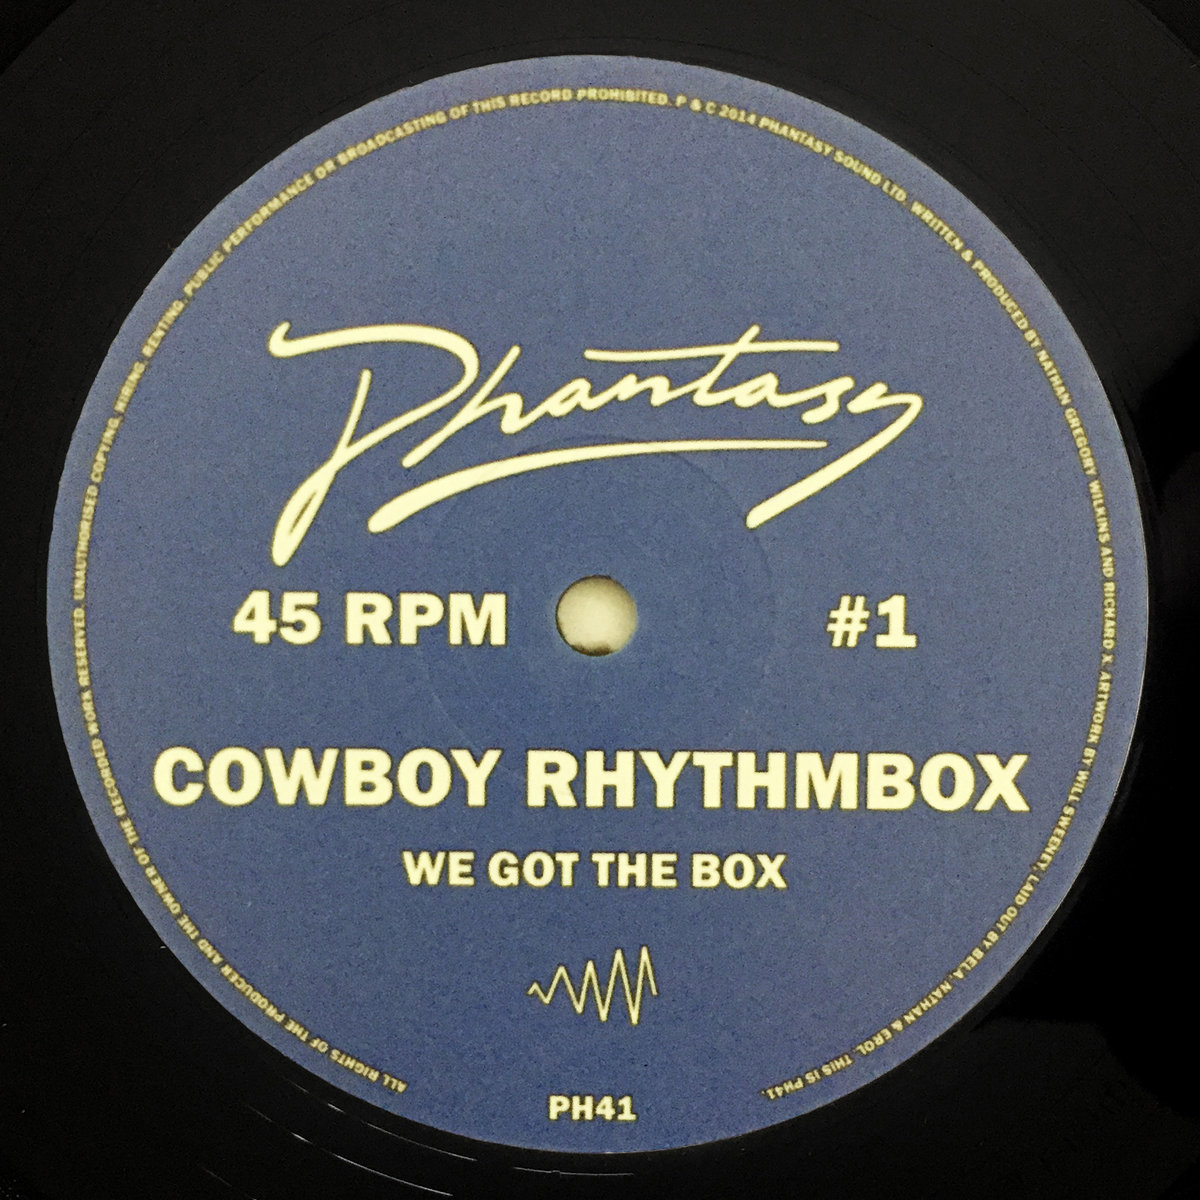 Phantasy
45 RPM
#1
COWBOY RHYTHMBOX
WE GOT THE BOX
PH41
ALL RIGHTS OF THE PRODUCER AND THE OWNER OF THE RECORDED WORK RESERVED. UNAUTHORISED COPYING, HIRING, RENTING, PUBLIC PERFORMANCE OR BROADCASTING OF THIS RECORD PROHIBITED. P & C 2014 PHANTASY SOUND LTD. WRITTEN & PRODUCED BY NATHAN GREGORY WILKINS AND RICHARD X. ARTWORK BY WILL SWEENEY, LAID OUT BY BELA, NATHAN & EROL. THIS IS PH41.